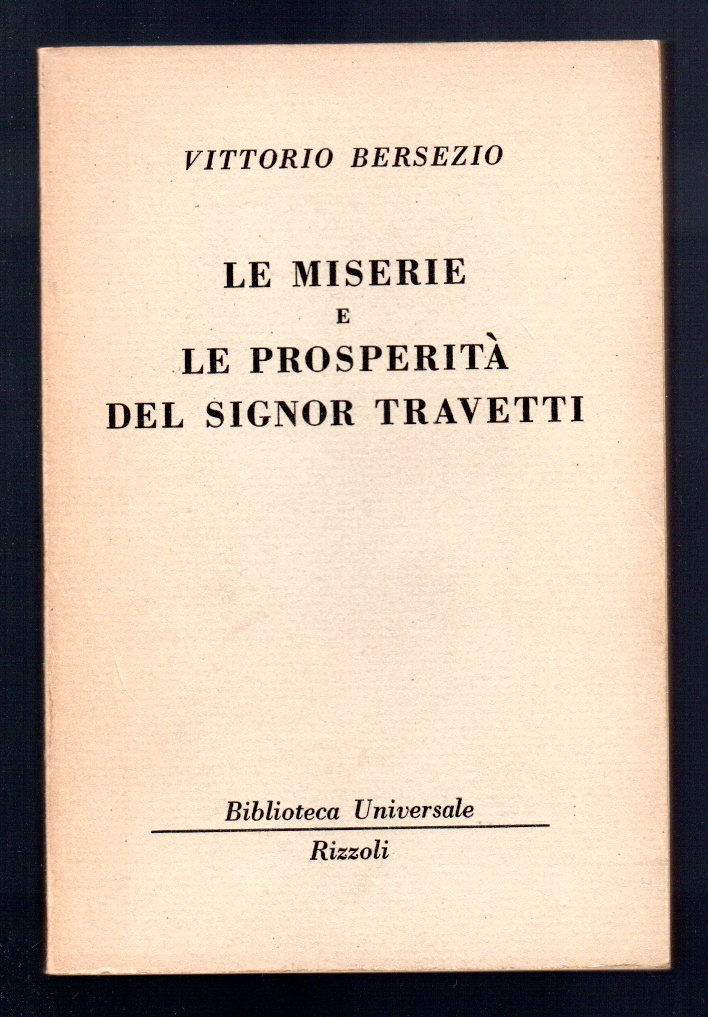 VITTORIO BERSEZIO
LE MISERIE
E
LE PROSPERITÀ
DEL SIGNOR TRAVETTI
Biblioteca Universale
Rizzoli